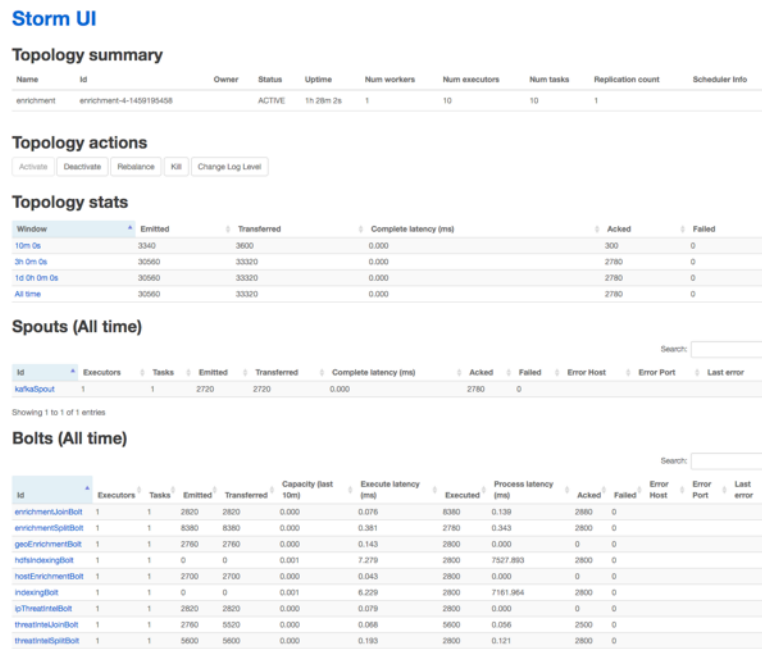 Storm UI
Topology summary
Name Id Owner Status Uptime Num workers Num executors Num tasks Replication count Scheduler Info
enrichment enrichment-4-1459195458 ACTIVE 1h 28m 2s 1 10 10 1
Topology actions
Activate Deactivate Rebalance Kill Change Log Level
Topology stats
Window Emitted Transferred Complete latency (ms) Acked Failed
10m 0s 3340 3600 0.000 300 0
3h 0m 0s 30560 33320 0.000 2780 0
1d 0h 0m 0s 30560 33320 0.000 2780 0
All time 30560 33320 0.000 2780 0
Spouts (All time)
Search:
Id Executors Tasks Emitted Transferred Complete latency (ms) Acked Failed Error Host Error Port Last error
kafkaSpout 1 1 2720 2720 0.000 2780 0
Showing 1 to 1 of 1 entries
Bolts (All time)
Search:
Id Executors Tasks Emitted Transferred Capacity (last 10m) Execute latency (ms) Executed Process latency (ms) Acked Failed Error Host Error Port Last error
enrichmentJoinBolt 1 1 2820 2820 0.000 0.076 8380 0.139 2880 0
enrichmentSplitBolt 1 1 8380 8380 0.000 0.381 2780 0.343 2800 0
geoEnrichmentBolt 1 1 2760 2760 0.000 0.143 2800 0.000 0 0
hdfsIndexingBolt 1 1 0 0 0.001 7.279 2800 7527.893 2800 0
hostEnrichmentBolt 1 1 2700 2700 0.000 0.043 2800 0.000 0 0
indexingBolt 1 1 0 0 0.001 6.229 2800 7161.964 2800 0
ipThreatIntelBolt 1 1 2820 2820 0.000 0.079 2800 0.000 0 0
threatIntelJoinBolt 1 1 2760 5520 0.000 0.068 5600 0.056 2500 0
threatIntelSplitBolt 1 1 5600 5600 0.000 0.193 2800 0.121 2800 0